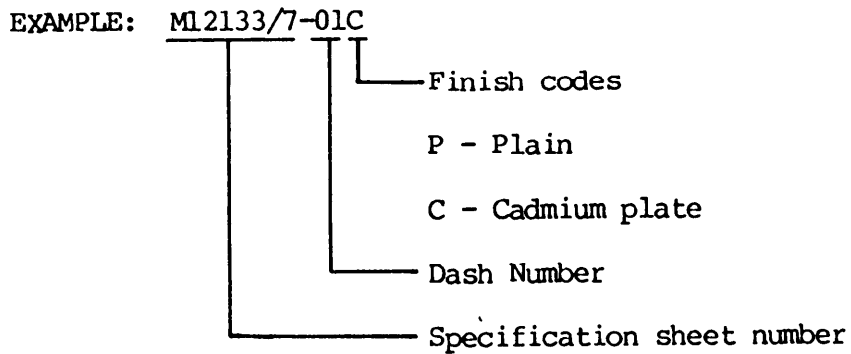 EXAMPLE: M12133/7-01C
Finish codes
P - Plain
C - Cadmium plate
Dash Number
Specification sheet number